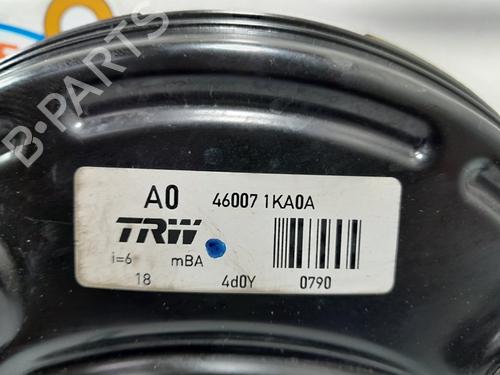 B·PARTS
A0 46007 1KA0A
TRW
i=6 mBA
18 4d0Y 0790